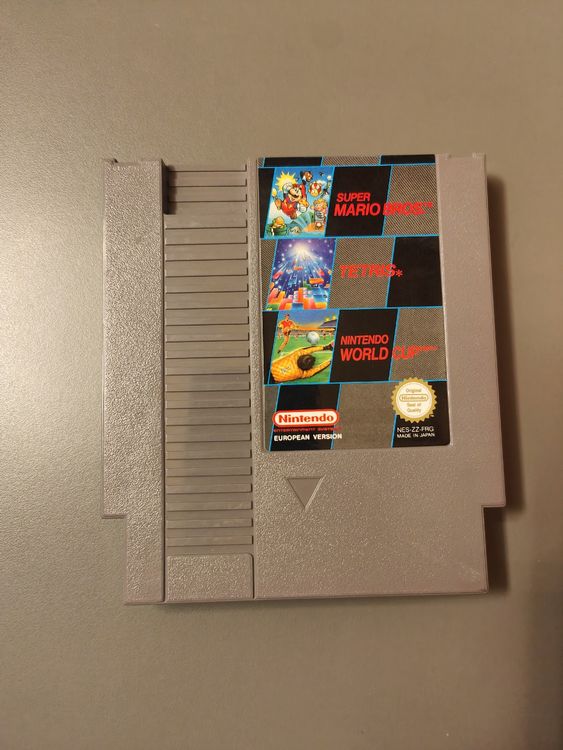 SUPER
MARIO BROS.™
TETRIS*
NINTENDO
WORLD CUP
Nintendo
ENTERTAINMENT SYSTEM
EUROPEAN VERSION
Original
Nintendo
Seal of
Quality
NES-ZZ-FRG
MADE IN JAPAN